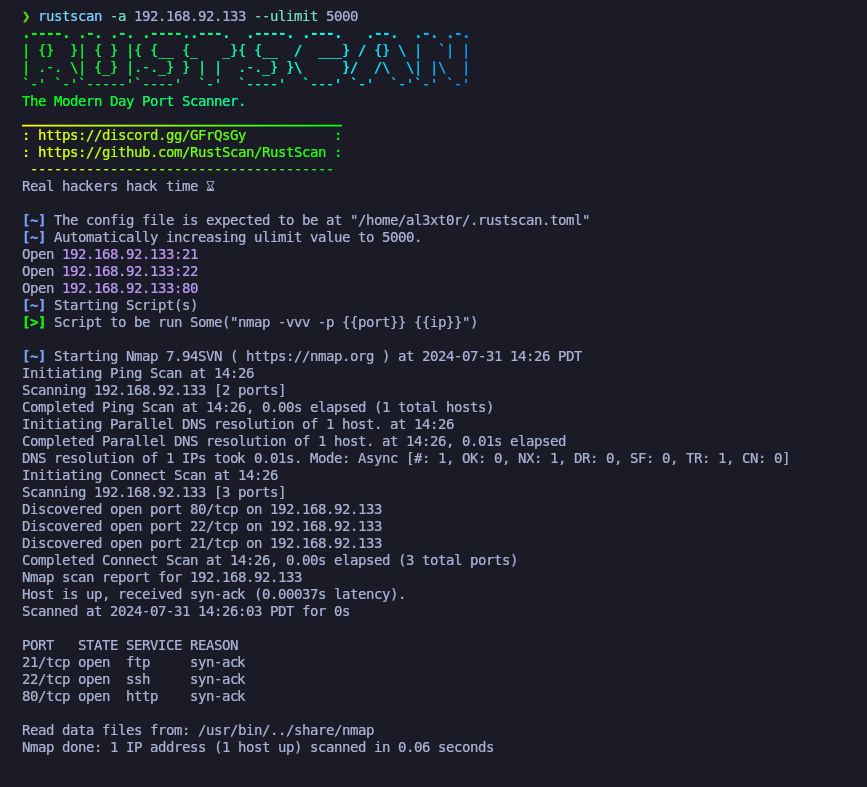 ❯ rustscan -a 192.168.92.133 --ulimit 5000
.----. .-. .-. .----..---.  .----. .---.   .--.  .-. .-.
| {}  }| { } |{ {__ {_   _}{ {__  /  ___} / {} \ |  `| |
| .-. \| {_} |.-._} } | |  .-._} }\     }/  /\  \| |\  |
`-' `-'`-----'`----'  `-'  `----'  `---' `-'  `-'`-' `-'
The Modern Day Port Scanner.
________________________________________
: https://discord.gg/GFrQsGy           :
: https://github.com/RustScan/RustScan :
 --------------------------------------
Real hackers hack time ⌛

[~] The config file is expected to be at "/home/al3xt0r/.rustscan.toml"
[~] Automatically increasing ulimit value to 5000.
Open 192.168.92.133:21
Open 192.168.92.133:22
Open 192.168.92.133:80
[~] Starting Script(s)
[>] Script to be run Some("nmap -vvv -p {{port}} {{ip}}")

[~] Starting Nmap 7.94SVN ( https://nmap.org ) at 2024-07-31 14:26 PDT
Initiating Ping Scan at 14:26
Scanning 192.168.92.133 [2 ports]
Completed Ping Scan at 14:26, 0.00s elapsed (1 total hosts)
Initiating Parallel DNS resolution of 1 host. at 14:26
Completed Parallel DNS resolution of 1 host. at 14:26, 0.01s elapsed
DNS resolution of 1 IPs took 0.01s. Mode: Async [#: 1, OK: 0, NX: 1, DR: 0, SF: 0, TR: 1, CN: 0]
Initiating Connect Scan at 14:26
Scanning 192.168.92.133 [3 ports]
Discovered open port 80/tcp on 192.168.92.133
Discovered open port 22/tcp on 192.168.92.133
Discovered open port 21/tcp on 192.168.92.133
Completed Connect Scan at 14:26, 0.00s elapsed (3 total ports)
Nmap scan report for 192.168.92.133
Host is up, received syn-ack (0.00037s latency).
Scanned at 2024-07-31 14:26:03 PDT for 0s

PORT   STATE SERVICE REASON
21/tcp open  ftp     syn-ack
22/tcp open  ssh     syn-ack
80/tcp open  http    syn-ack

Read data files from: /usr/bin/../share/nmap
Nmap done: 1 IP address (1 host up) scanned in 0.06 seconds